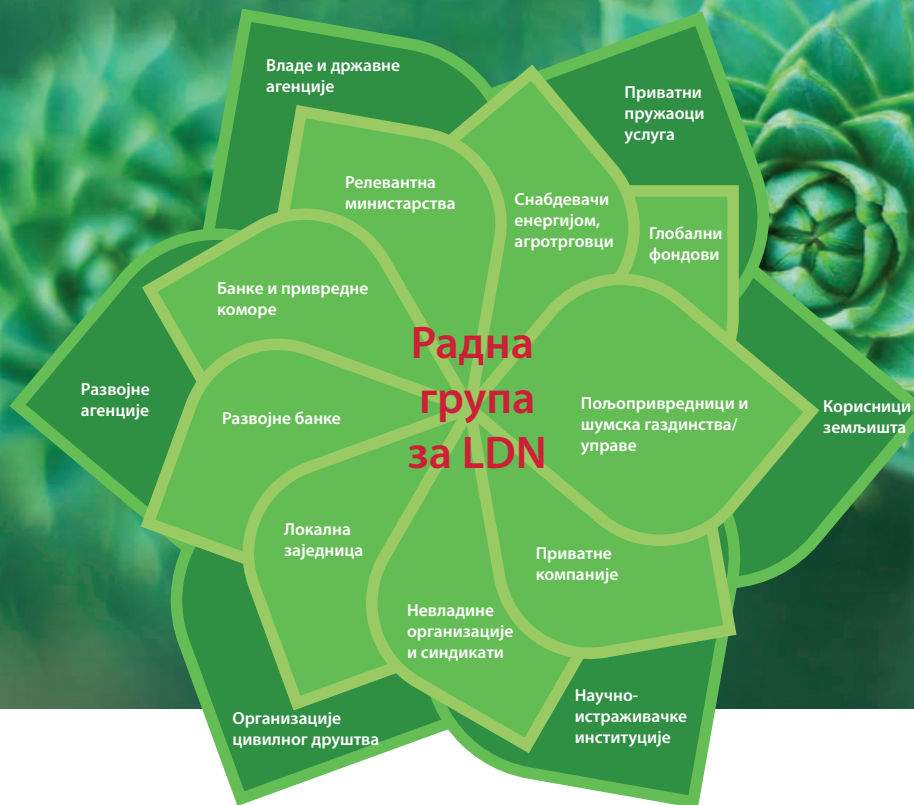 Владе и државне
агенције
Приватни
пружаоци
услуга
Релевантна
министарства
Снабдевачи
енергијом,
агротрговци
Глобални
фондови
Банке и привредне
коморе
Радна
група
за LDN
Развојне
агенције
Развојне банке
Пољопривредници и
шумска газдинства/
управе
Корисници
земљишта
Локална
заједница
Приватне
компаније
Невладине
организације
и синдикати
Научно-
истраживачке
институције
Организације
цивилног друштва